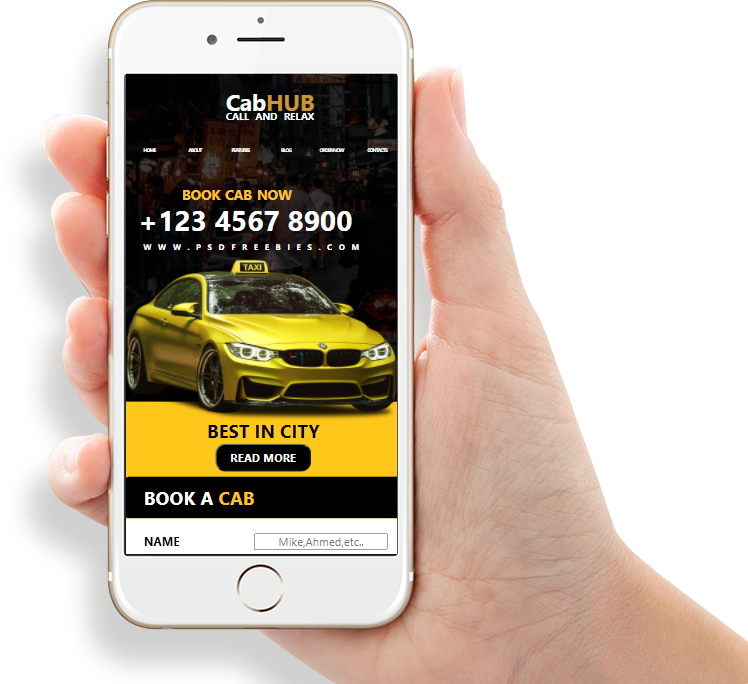 CabHUB
CALL AND RELAX
HOME ABOUT FEATURES BLOG ORDER NOW CONTACTS
BOOK CAB NOW
+123 4567 8900
WWW.PSDFREEBIES.COM
TAXI
BEST IN CITY
READ MORE
BOOK A CAB
NAME Mike,Ahmed,etc..